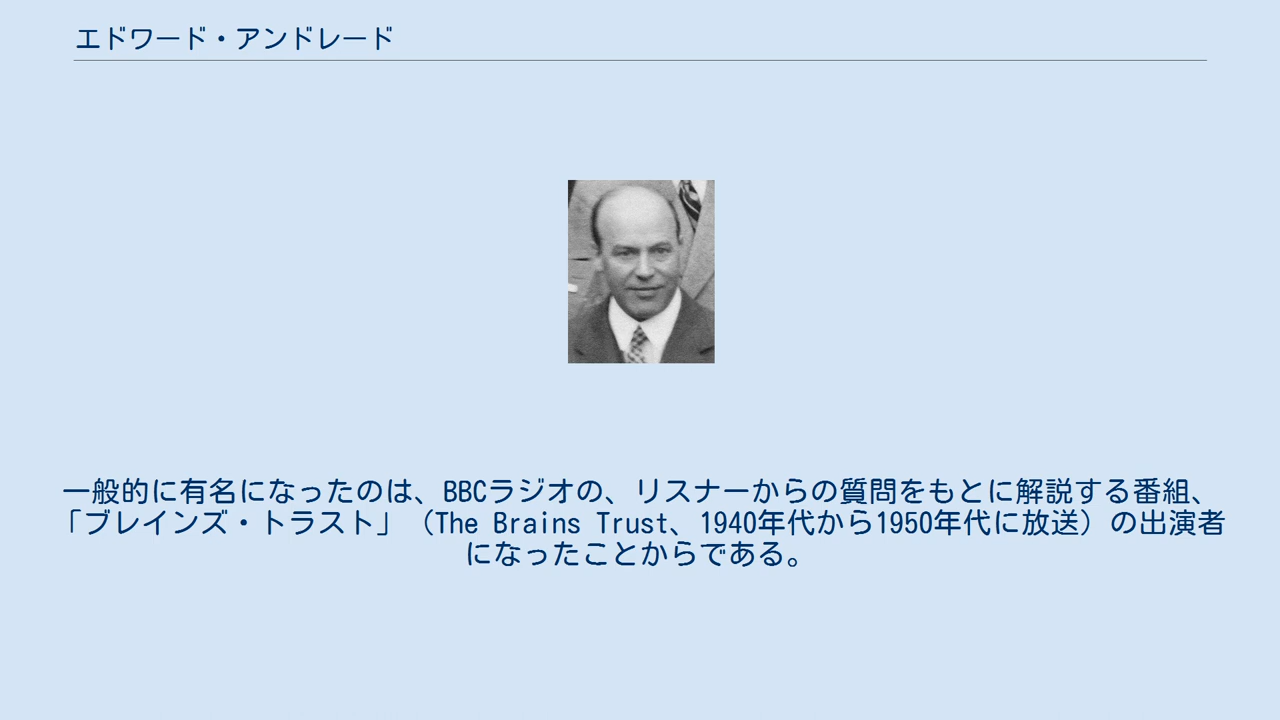 エドワード・アンドレード
一般的に有名になったのは、BBCラジオの、リスナーからの質問をもとに解説する番組、
「ブレインズ・トラスト」（The Brains Trust、1940年代から1950年代に放送）の出演者
になったことからである。